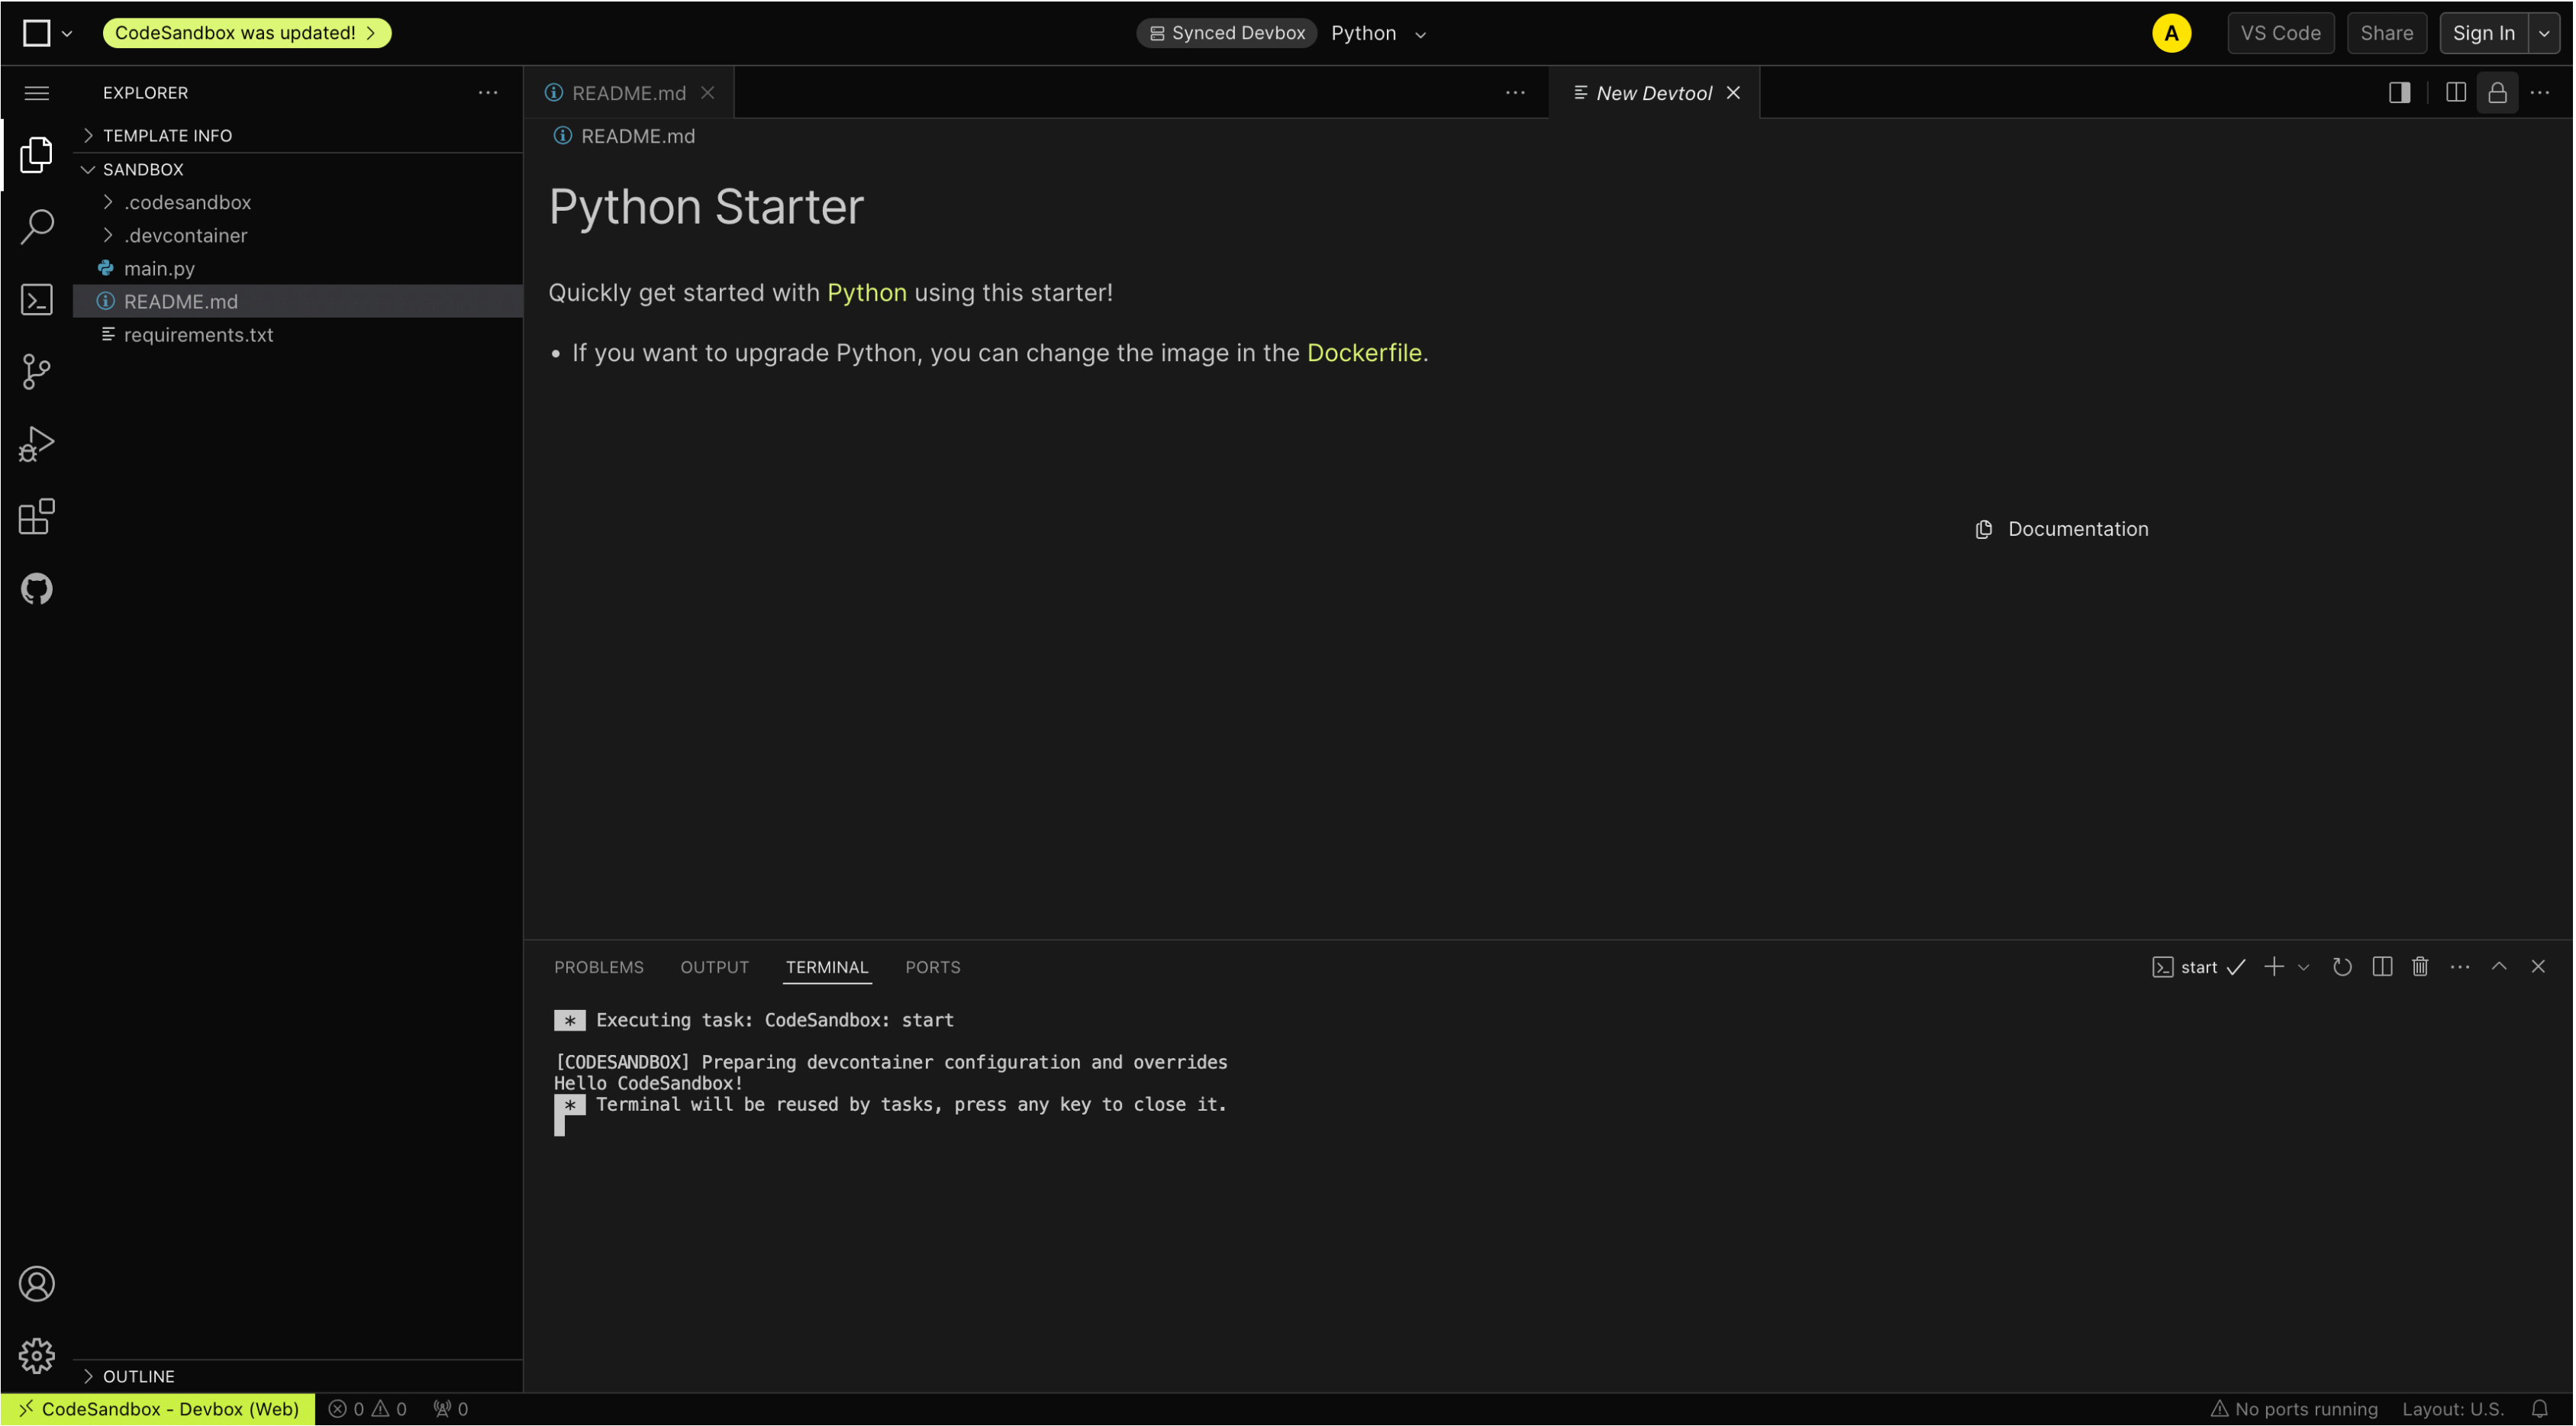 CodeSandbox was updated!
Synced Devbox Python
A
VS Code
Share
Sign In
EXPLORER
TEMPLATE INFO
SANDBOX
.codesandbox
.devcontainer
main.py
README.md
requirements.txt
OUTLINE
README.md
New Devtool
README.md
Python Starter
Quickly get started with Python using this starter!
• If you want to upgrade Python, you can change the image in the Dockerfile.
Documentation
PROBLEMS OUTPUT TERMINAL PORTS
start
* Executing task: CodeSandbox: start
[CODESANDBOX] Preparing devcontainer configuration and overrides
Hello CodeSandbox!
* Terminal will be reused by tasks, press any key to close it.
CodeSandbox - Devbox (Web) 0 0 0
No ports running Layout: U.S.